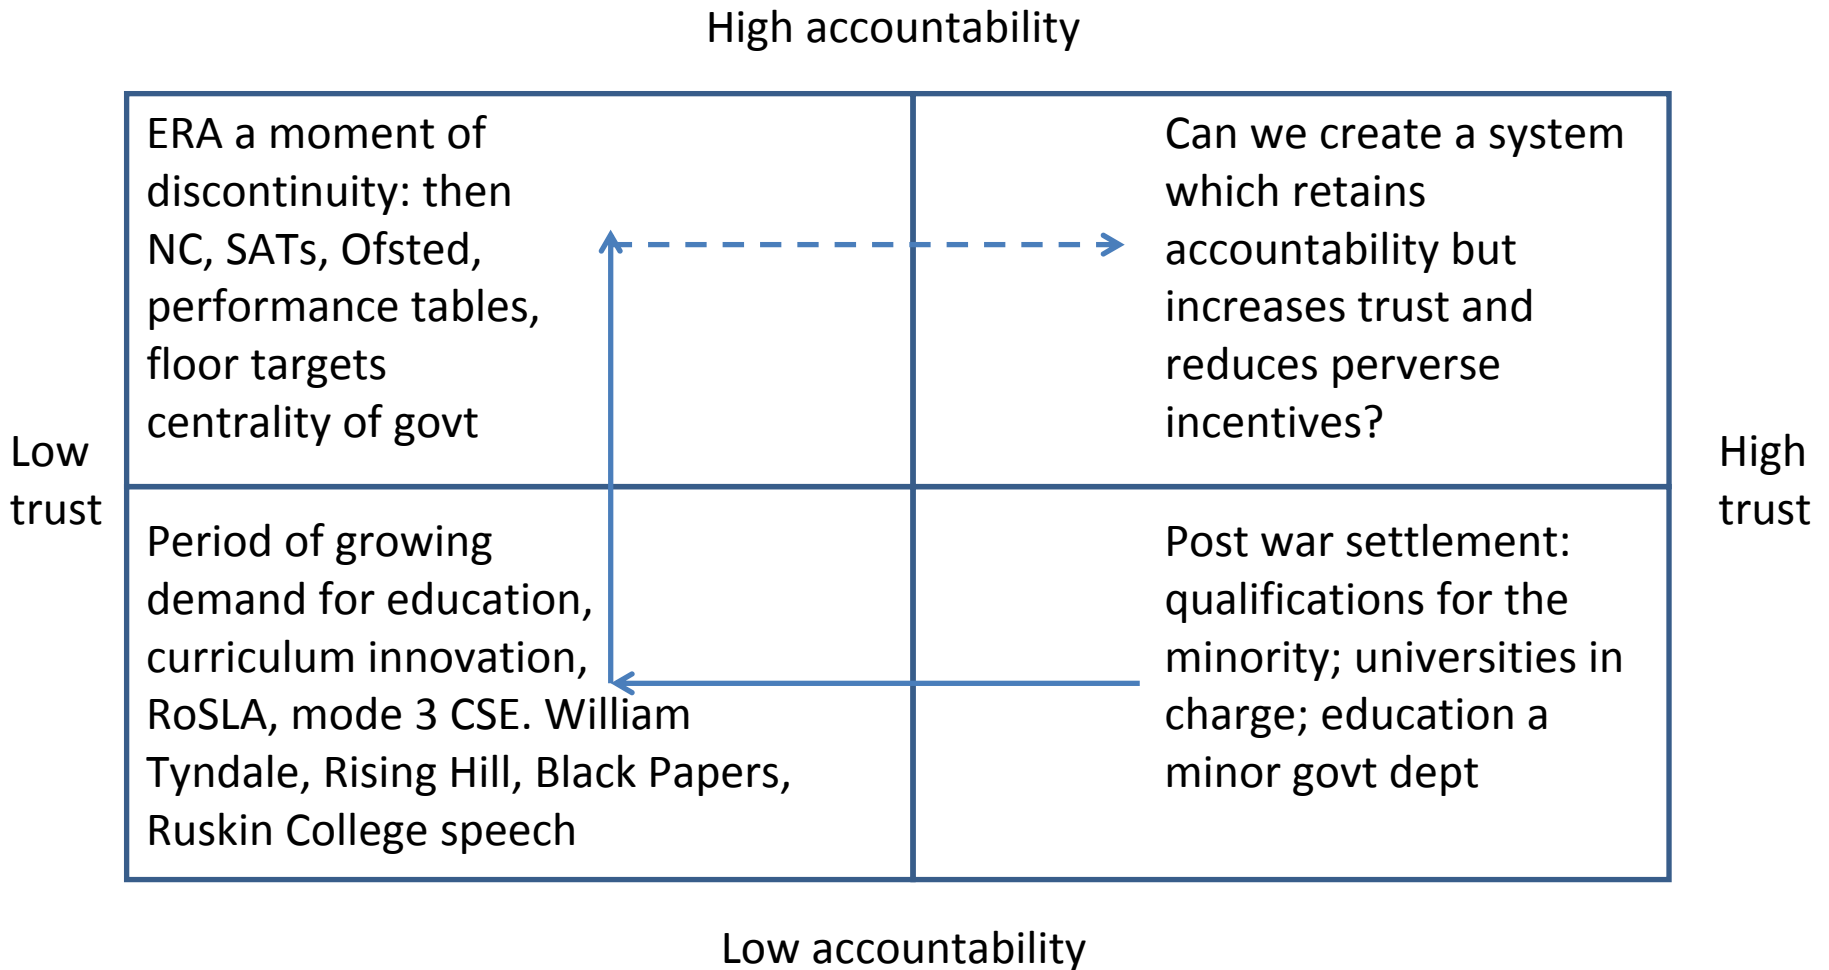 High accountability
ERA a moment of
discontinuity: then
NC, SATs, Ofsted,
performance tables,
floor targets
centrality of govt
Can we create a system
which retains
accountability but
increases trust and
reduces perverse
incentives?
Low
trust
High
trust
Period of growing
demand for education,
curriculum innovation,
RoSLA, mode 3 CSE. William
Tyndale, Rising Hill, Black Papers,
Ruskin College speech
Post war settlement:
qualifications for the
minority; universities in
charge; education a
minor govt dept
Low accountability